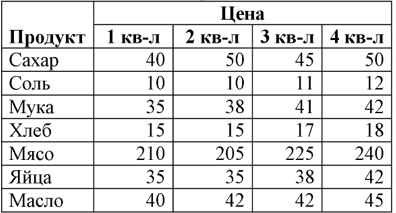 Цена
Продукт 1 кв-л 2 кв-л 3 кв-л 4 кв-л
Сахар 40 50 45 50
Соль 10 10 11 12
Мука 35 38 41 42
Хлеб 15 15 17 18
Мясо 210 205 225 240
Яйца 35 35 38 42
Масло 40 42 42 45